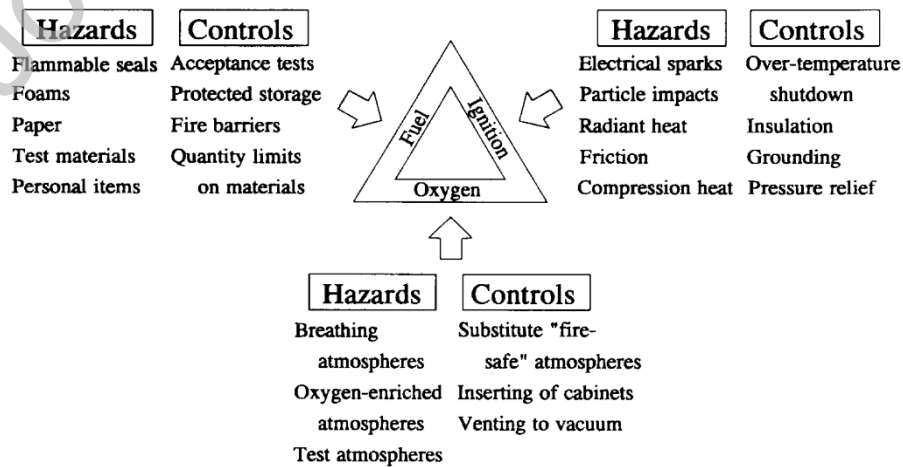 Hazards
Controls
Flammable seals
Foams
Paper
Test materials
Personal items
Acceptance tests
Protected storage
Fire barriers
Quantity limits
on materials
Fuel
Ignition
Oxygen
Hazards
Controls
Electrical sparks
Particle impacts
Radiant heat
Friction
Compression heat
Over-temperature
shutdown
Insulation
Grounding
Pressure relief
Hazards
Controls
Breathing
atmospheres
Oxygen-enriched
atmospheres
Test atmospheres
Substitute "fire-
safe" atmospheres
Inserting of cabinets
Venting to vacuum